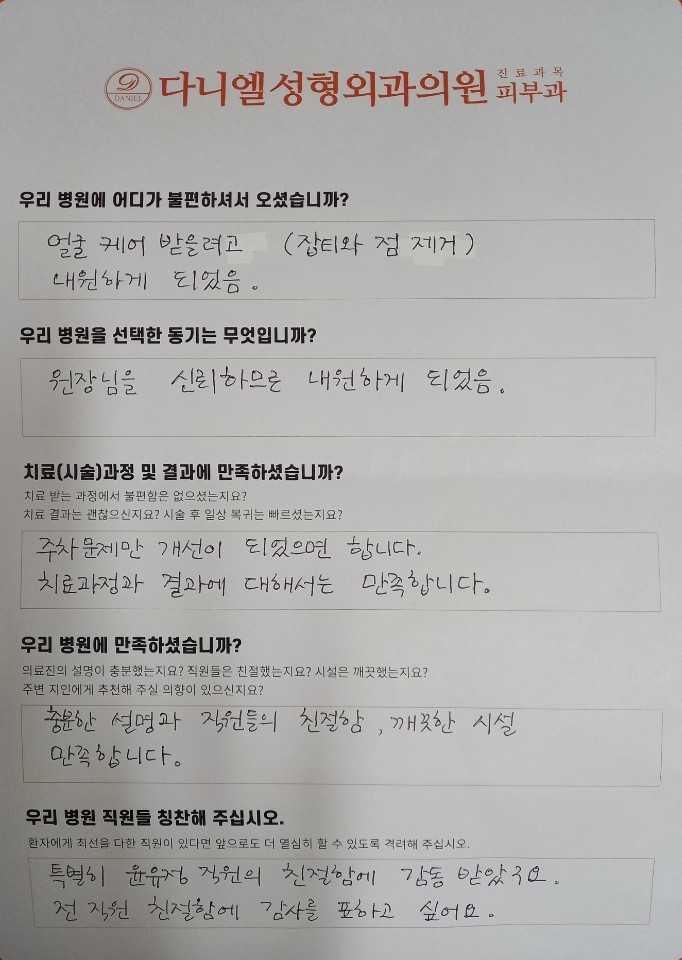 DANIEL
다니엘성형외과의원 진료과목 피부과
우리 병원에 어디가 불편하셔서 오셨습니까?
얼굴 케어 받을려고 (잡티와 점 제거)
내원하게 되었음.
우리 병원을 선택한 동기는 무엇입니까?
원장님을 신뢰하므로 내원하게 되었음.
치료(시술)과정 및 결과에 만족하셨습니까?
치료 받는 과정에서 불편함은 없으셨는지요?
치료 결과는 괜찮으신지요? 시술 후 일상 복귀는 빠르셨는지요?
주차문제만 개선이 되었으면 합니다.
치료과정과 결과에 대해서는 만족합니다.
우리 병원에 만족하셨습니까?
의료진의 설명이 충분했는지요? 직원들은 친절했는지요? 시설은 깨끗했는지요?
주변 지인에게 추천해 주실 의향이 있으신지요?
충분한 설명과 직원들의 친절함, 깨끗한 시설
만족합니다.
우리 병원 직원들 칭찬해 주십시오.
환자에게 최선을 다한 직원이 있다면 앞으로도 더 열심히 할 수 있도록 격려해 주십시오.
특별히 윤유정 직원의 친절함에 감동 받았구요.
전 직원 친절함에 감사를 표하고 싶어요.